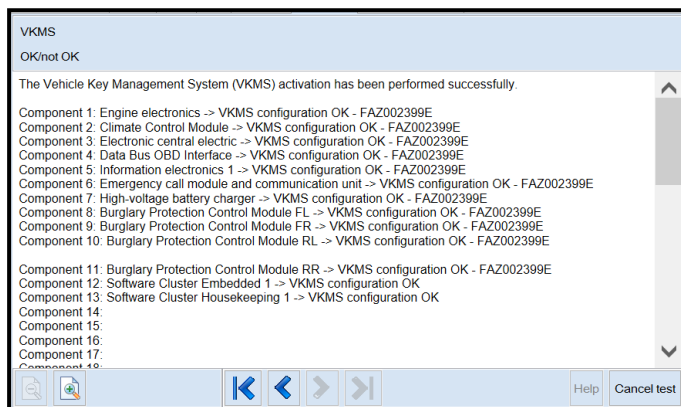 VKMS
OK/not OK
The Vehicle Key Management System (VKMS) activation has been performed successfully.
Component 1: Engine electronics -> VKMS configuration OK - FAZ002399E
Component 2: Climate Control Module -> VKMS configuration OK - FAZ002399E
Component 3: Electronic central electric -> VKMS configuration OK - FAZ002399E
Component 4: Data Bus OBD Interface -> VKMS configuration OK - FAZ002399E
Component 5: Information electronics 1 -> VKMS configuration OK - FAZ002399E
Component 6: Emergency call module and communication unit -> VKMS configuration OK - FAZ002399E
Component 7: High-voltage battery charger -> VKMS configuration OK - FAZ002399E
Component 8: Burglary Protection Control Module FL -> VKMS configuration OK - FAZ002399E
Component 9: Burglary Protection Control Module FR -> VKMS configuration OK - FAZ002399E
Component 10: Burglary Protection Control Module RL -> VKMS configuration OK - FAZ002399E
Component 11: Burglary Protection Control Module RR -> VKMS configuration OK - FAZ002399E
Component 12: Software Cluster Embedded 1 -> VKMS configuration OK
Component 13: Software Cluster Housekeeping 1 -> VKMS configuration OK
Component 14:
Component 15:
Component 16:
Component 17:
Component 18:
Help Cancel test